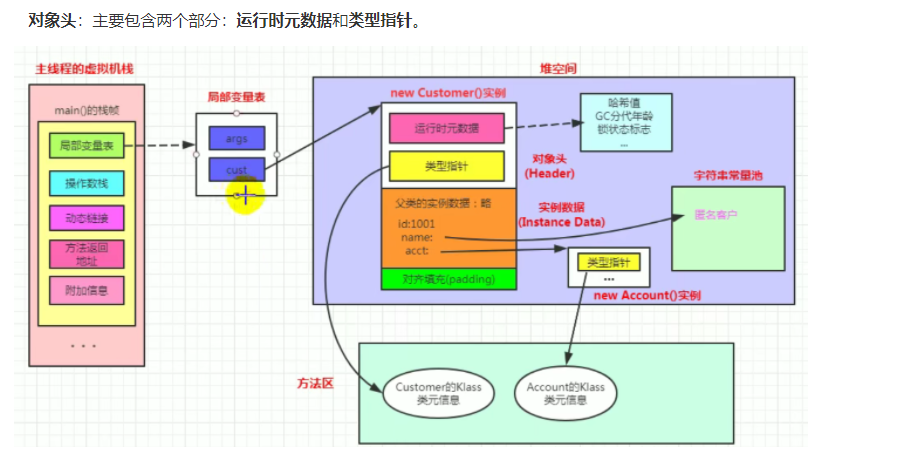 对象头：主要包含两个部分：运行时元数据和类型指针。
主线程的虚拟机栈
堆空间
main()的栈帧
局部变量表
操作数栈
动态链接
方法返回
地址
附加信息
...
局部变量表
args
cust
new Customer()实例
运行时元数据
类型指针
对象头
(Header)
哈希值
GC分代年龄
锁状态标志
...
父类的实例数据：略
id:1001
name:
acct:
实例数据
(Instance Data)
对齐填充(padding)
字符串常量池
匿名客户
类型指针
...
new Account()实例
方法区
Customer的Klass
类元信息
Account的Klass
类元信息